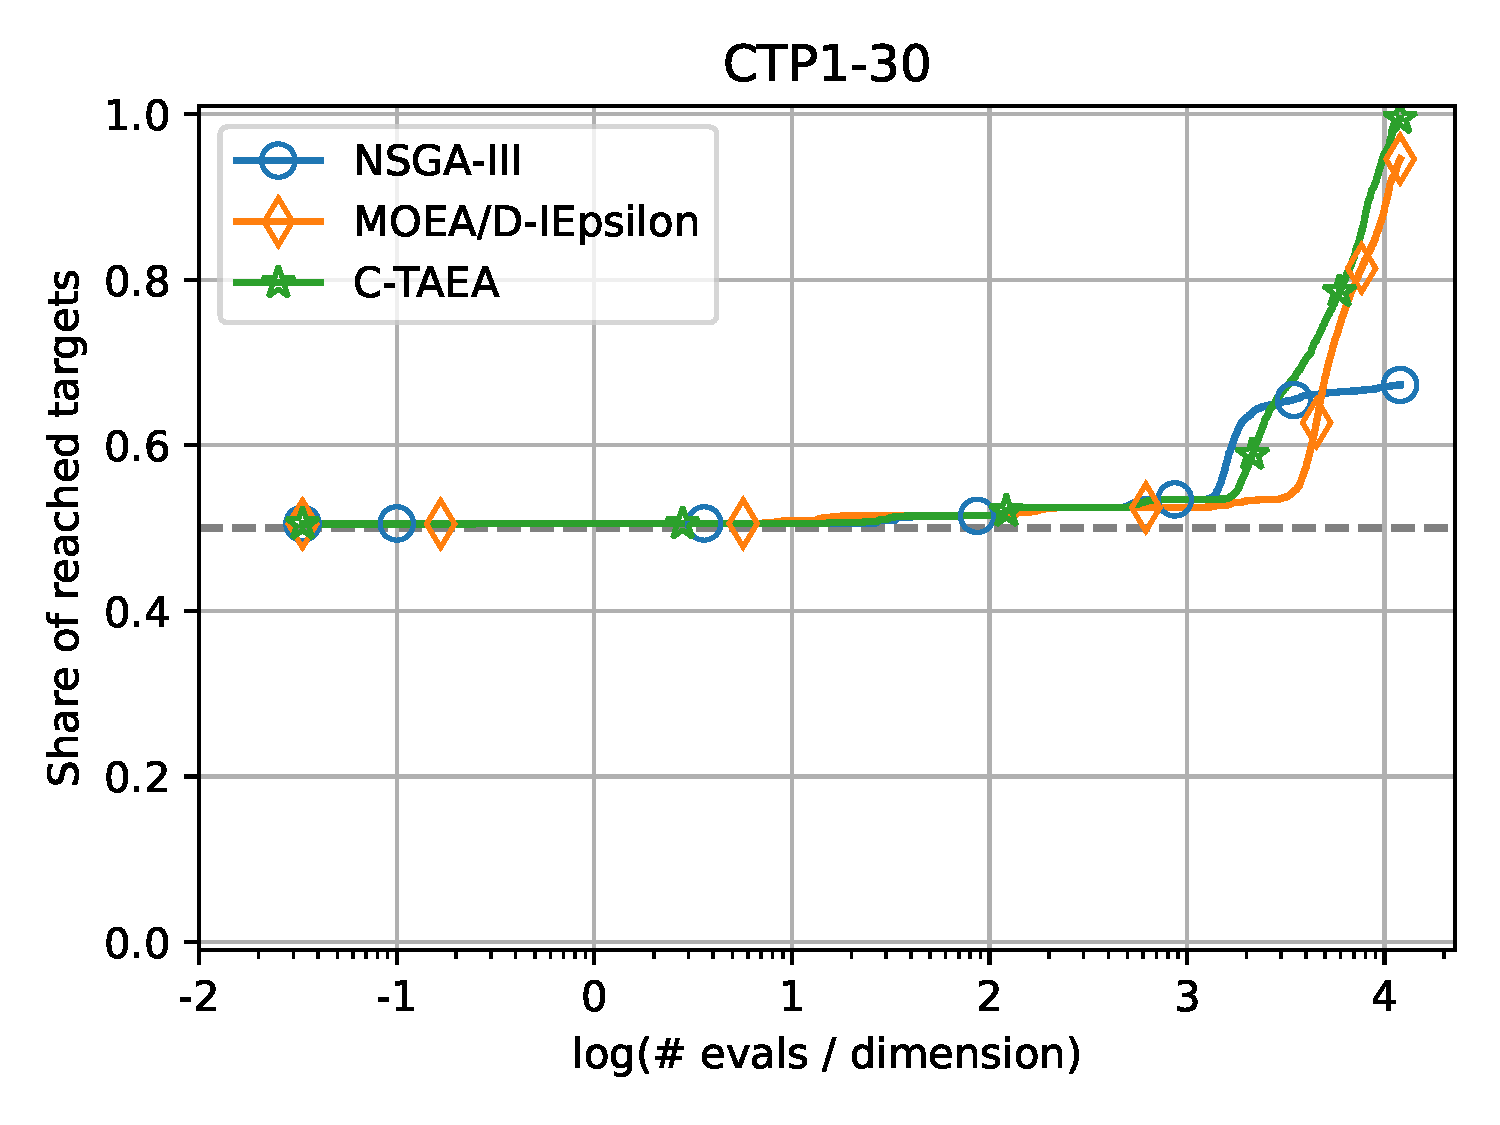 CTP1-30
1.0
0.8
0.6
0.4
0.2
0.0
Share of reached targets
NSGA-III
MOEA/D-IEpsilon
C-TAEA
-2 -1 0 1 2 3 4
log(# evals / dimension)